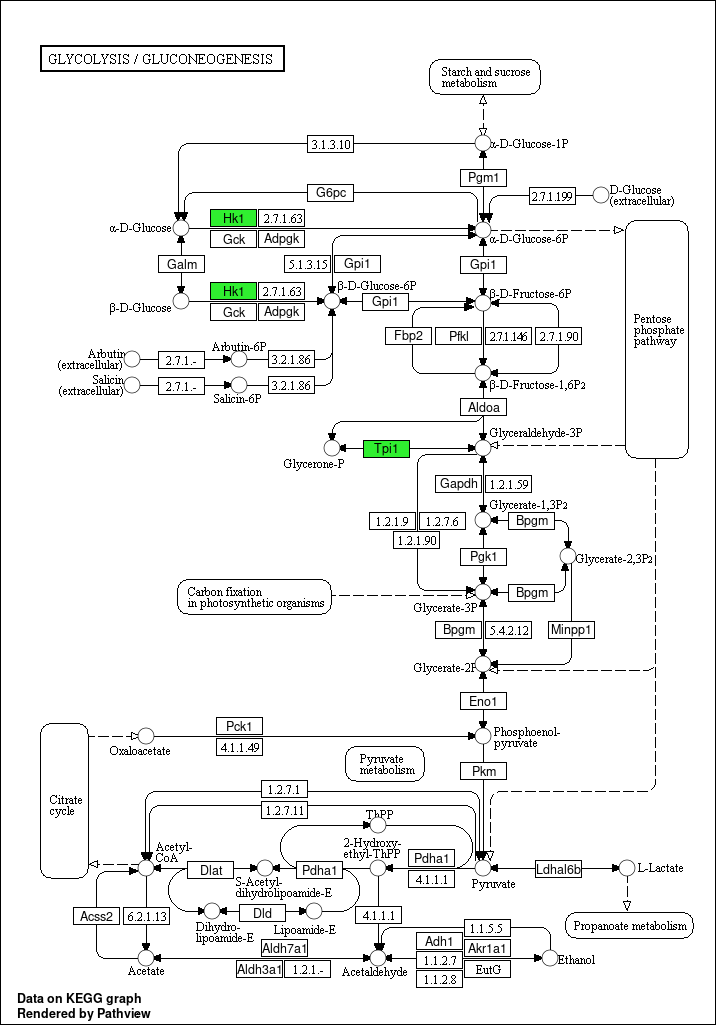 GLYCOLYSIS / GLUCONEOGENESIS
Starch and sucrose
metabolism
3.1.3.10
α-D-Glucose-1P
Pgm1
G6pc
2.7.1.199
D-Glucose
(extracellular)
Hk1
2.7.1.63
α-D-Glucose
Gck
Adpgk
α-D-Glucose-6P
Galm
5.1.3.15
Gpi1
Gpi1
β-D-Glucose-6P
Hk1
2.7.1.63
β-D-Glucose
Gck
Adpgk
Gpi1
β-D-Fructose-6P
Pentose
phosphate
pathway
Fbp2
Pfkl
2.7.1.146
2.7.1.90
Arbutin
(extracellular)
2.7.1.-
Arbutin-6P
3.2.1.86
Salicin
(extracellular)
2.7.1.-
Salicin-6P
3.2.1.86
β-D-Fructose-1,6P2
Aldoa
Glyceraldehyde-3P
Glycerone-P
Tpi1
Gapdh
1.2.1.59
Glycerate-1,3P2
1.2.1.9
1.2.7.6
1.2.1.90
Bpgm
Pgk1
Glycerate-2,3P2
Carbon fixation
in photosynthetic organisms
Bpgm
Glycerate-3P
Bpgm
5.4.2.12
Minpp1
Glycerate-2P
Eno1
Pck1
4.1.1.49
Oxaloacetate
Phosphoenol-
pyruvate
Pyruvate
metabolism
Pkm
Citrate
cycle
1.2.7.1
1.2.7.11
ThPP
Acetyl-
CoA
2-Hydroxy-
ethyl-ThPP
Dlat
S-Acetyl-
dihydrolipoamide-E
Pdha1
Pdha1
4.1.1.1
Pyruvate
Ldhal6b
L-Lactate
Acss2
6.2.1.13
Dihydro-
lipoamide-E
Dld
Lipoamide-E
4.1.1.1
Propanoate metabolism
1.1.5.5
Aldh7a1
Adh1
Akr1a1
Acetate
Aldh3a1
1.2.1.-
Acetaldehyde
1.1.2.7
EutG
1.1.2.8
Ethanol
Data on KEGG graph
Rendered by Pathview